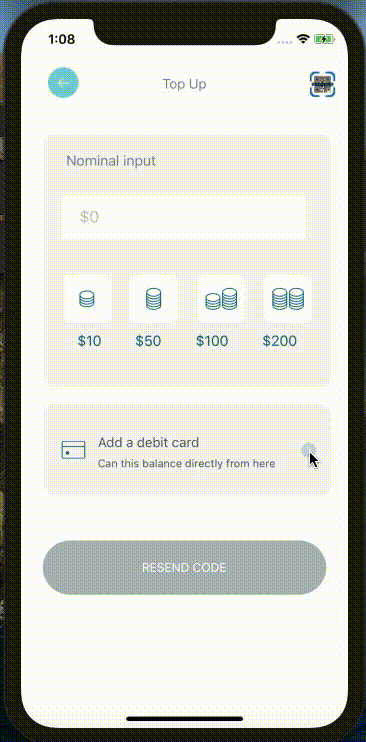 1:08
Top Up
Nominal input
$0
$10 $50 $100 $200
Add a debit card
Can this balance directly from here
RESEND CODE